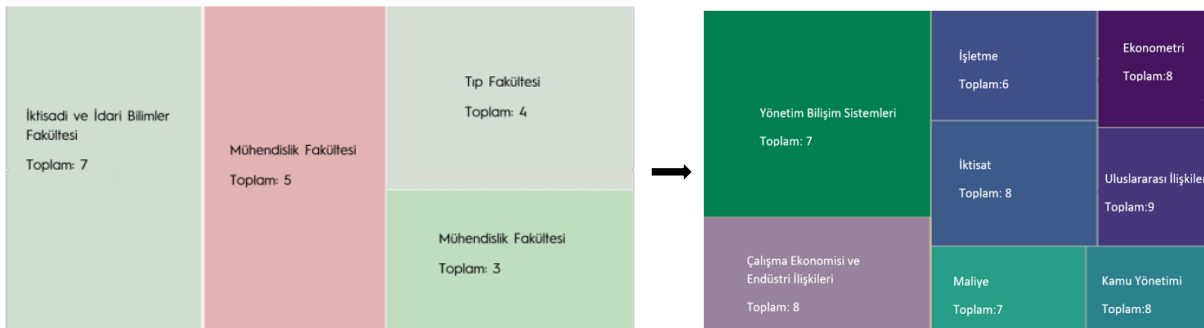 İktisadi ve İdari Bilimler
Fakültesi
Toplam: 7
Mühendislik Fakültesi
Toplam: 5
Tıp Fakültesi
Toplam: 4
Mühendislik Fakültesi
Toplam: 3
Yönetim Bilişim Sistemleri
Toplam: 7
Çalışma Ekonomisi ve
Endüstri İlişkileri
Toplam: 8
İşletme
Toplam:6
İktisat
Toplam: 8
Ekonometri
Toplam:8
Uluslararası İlişkiler
Toplam:9
Maliye
Toplam:7
Kamu Yönetimi
Toplam:8